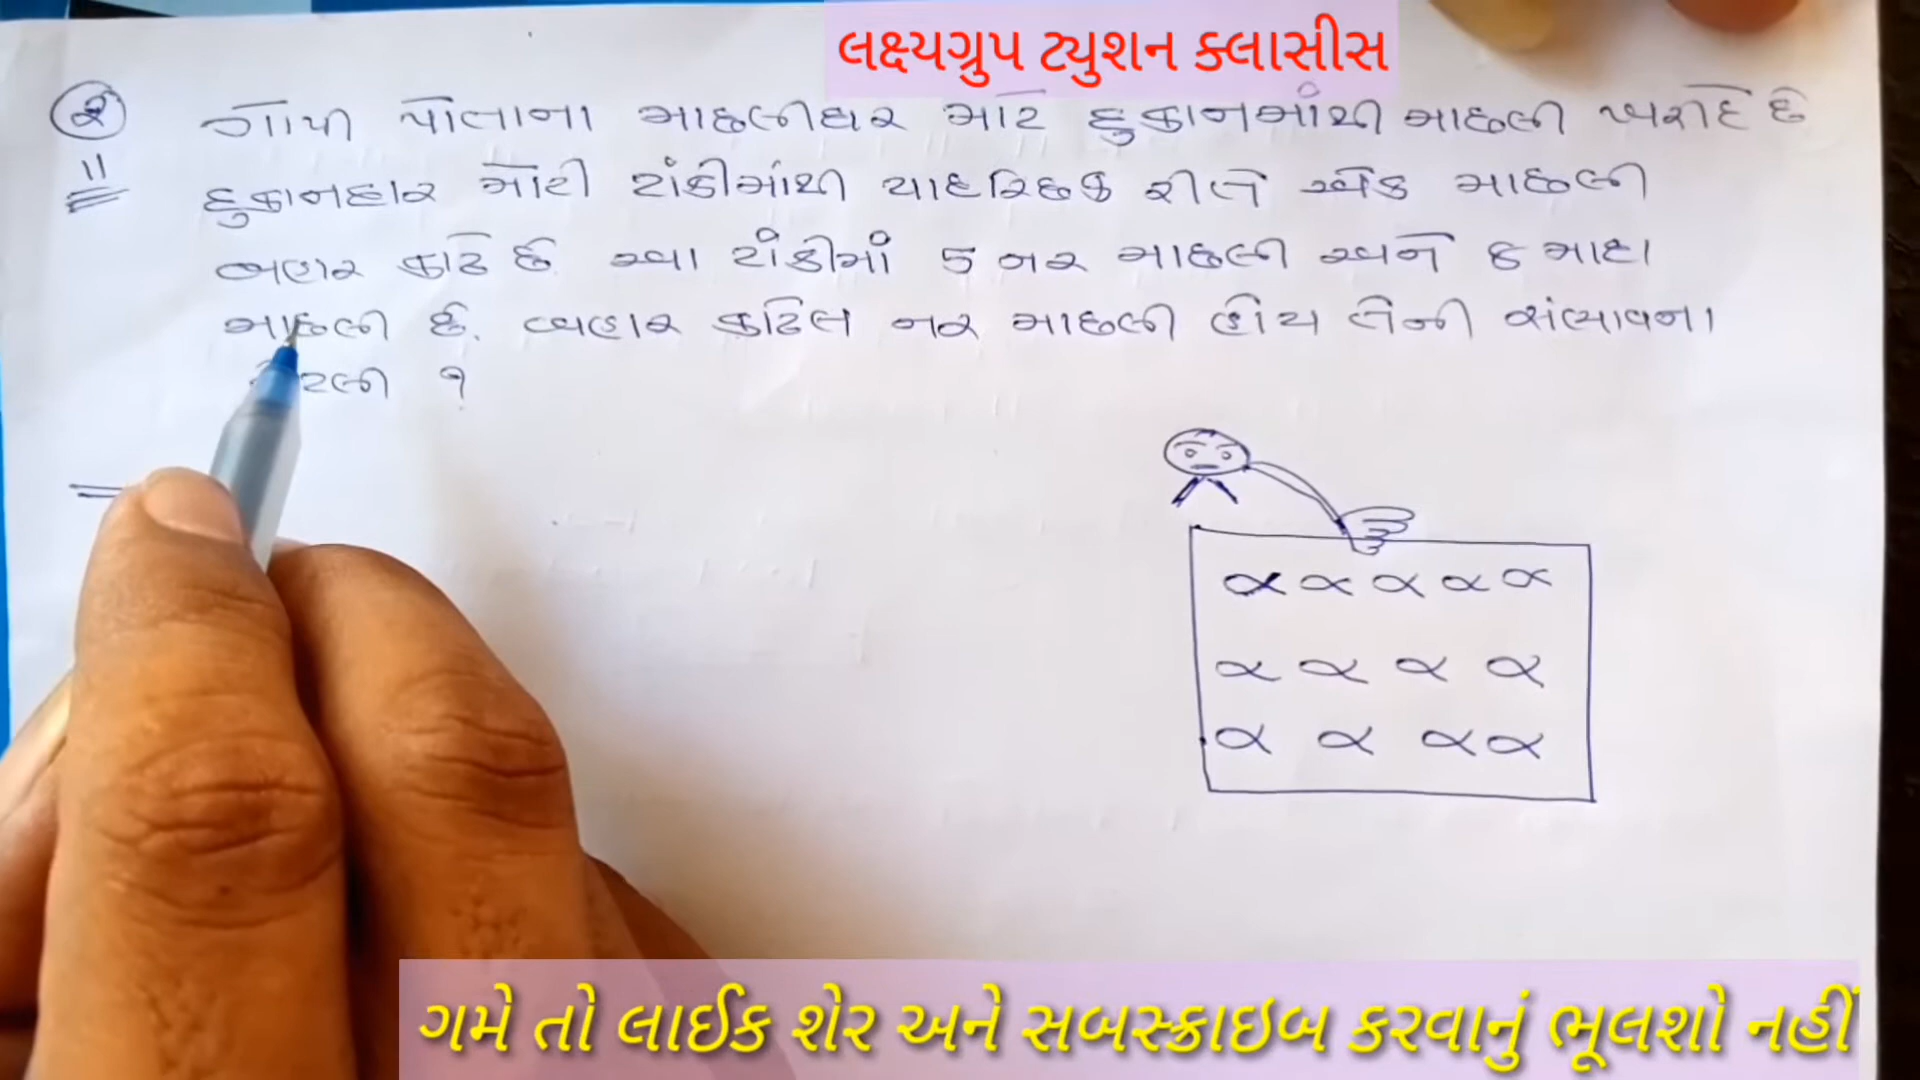 લક્ષ્યગ્રુપ ટ્યુશન ક્લાસીસ
૨ ગોપી પોતાના માછલીઘર માટે દુકાનમાંથી માછલી ખરીદે છે
દુકાનદાર મોટી ટાંકીમાંથી યાદચ્છિક રીતે એક માછલી
બહાર કાઢે છે. આ ટાંકીમાં 5 નર માછલી અને 8 માદા
માછલી છે. બહાર કાઢેલ નર માછલી હોય તેની સંભાવના
ટલી ?
ગમે તો લાઈક શેર અને સબસ્ક્રાઇબ કરવાનું ભૂલશો નહીં